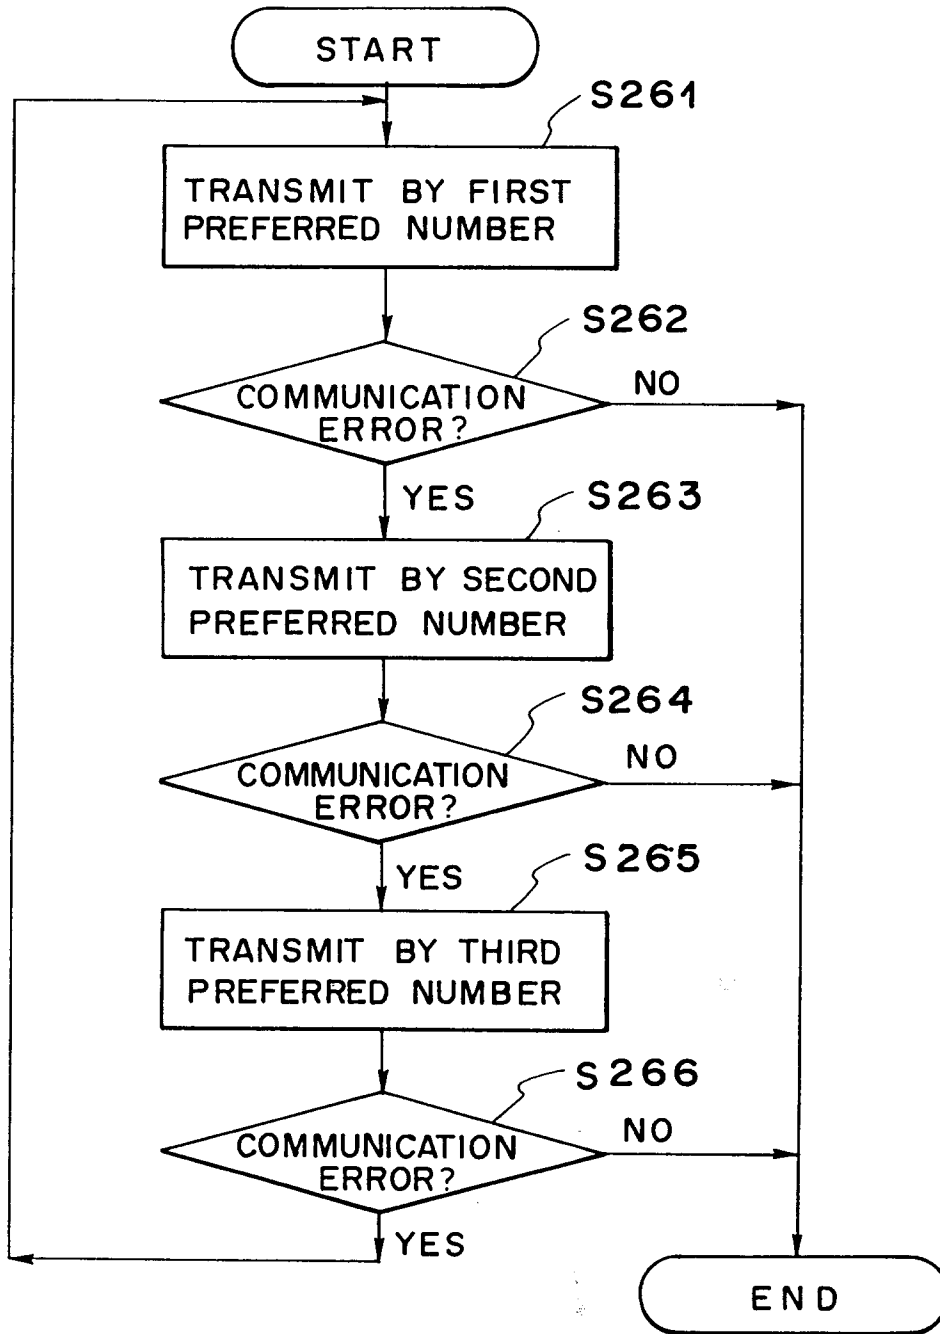 START
S261
TRANSMIT BY FIRST
PREFERRED NUMBER
S262
COMMUNICATION
ERROR?
NO
YES
S263
TRANSMIT BY SECOND
PREFERRED NUMBER
S264
COMMUNICATION
ERROR?
NO
YES
S265
TRANSMIT BY THIRD
PREFERRED NUMBER
S266
COMMUNICATION
ERROR?
NO
YES
END